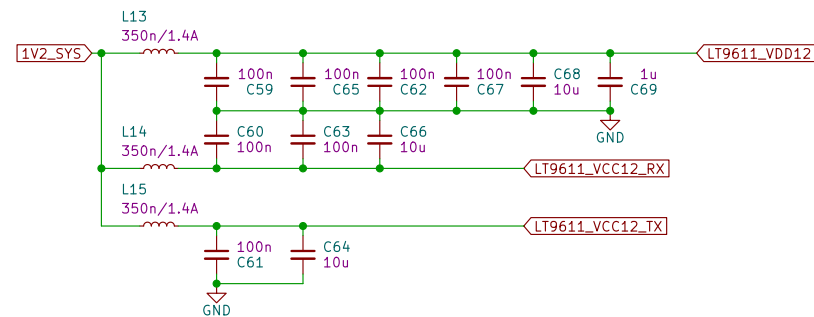 L13
350n/1.4A
1V2_SYS
LT9611_VDD12
100n
C59
100n
C65
100n
C62
100n
C67
C68
10u
1u
C69
GND
L14
350n/1.4A
C60
100n
C63
100n
C66
10u
LT9611_VCC12_RX
L15
350n/1.4A
LT9611_VCC12_TX
100n
C61
C64
10u
GND